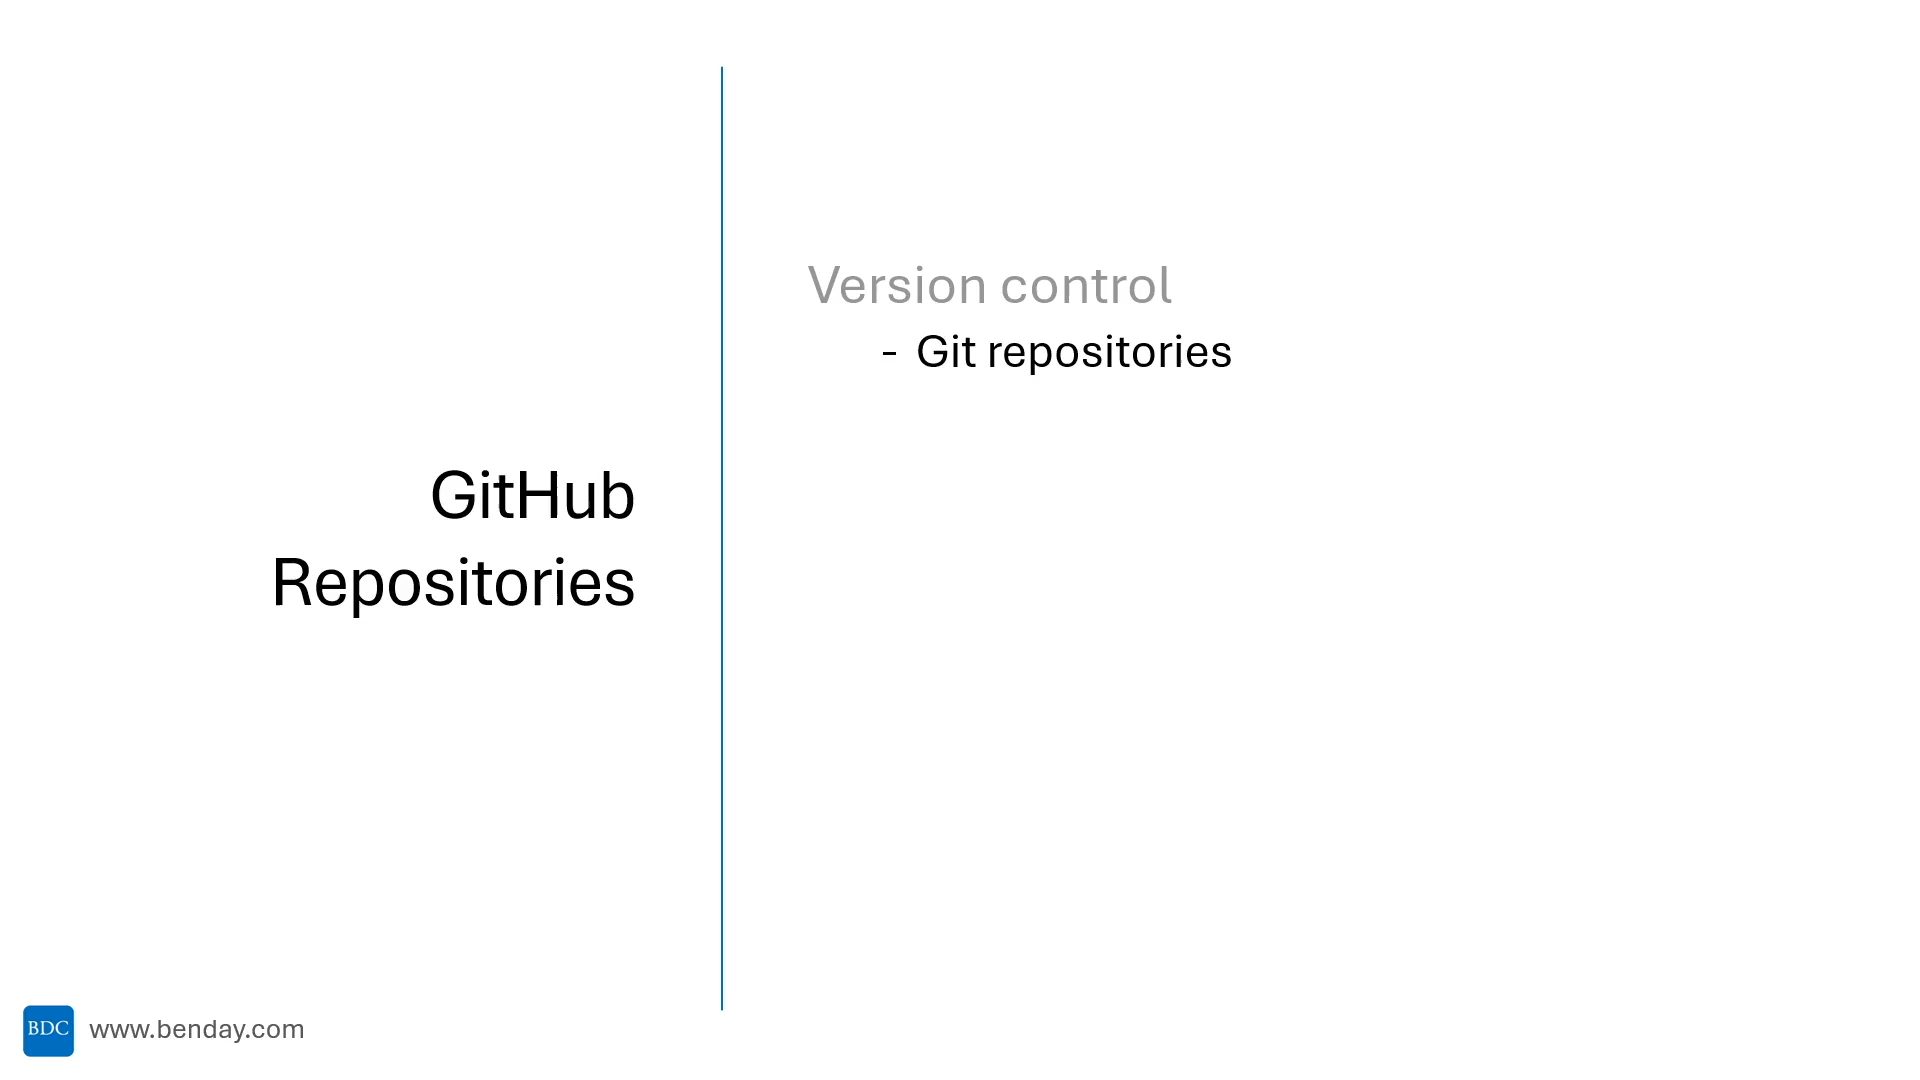 GitHub
Repositories
Version control
- Git repositories
BDC
www.benday.com